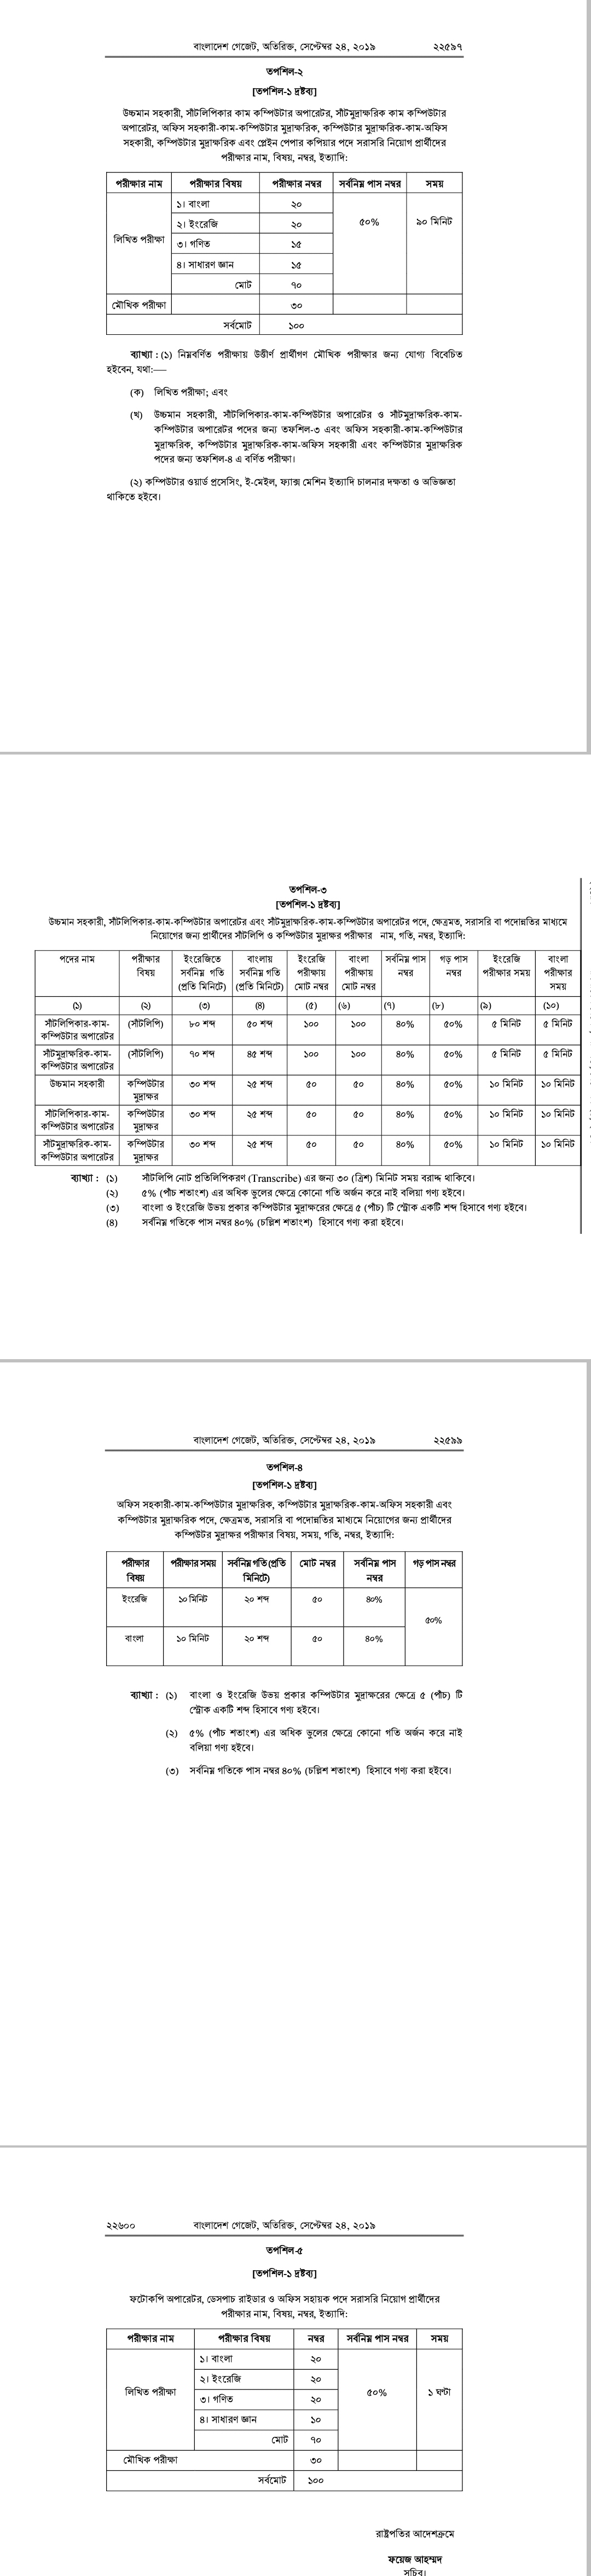 বাংলাদেশ গেজেট, অতিরিক্ত, সেপ্টেম্বর ২৪, ২০১৯ ২২৫৯৭
তপশিল-২
[তপশিল-১ দ্রষ্টব্য]
উচ্চমান সহকারী, সাঁটলিপিকার কাম কম্পিউটার অপারেটর, সাঁটমুদ্রাক্ষরিক কাম কম্পিউটার
অপারেটর, অফিস সহকারী-কাম-কম্পিউটার মুদ্রাক্ষরিক, কম্পিউটার মুদ্রাক্ষরিক-কাম-অফিস
সহকারী, কম্পিউটার মুদ্রাক্ষরিক এবং প্লেইন পেপার কপিয়ার পদে সরাসরি নিয়োগ প্রার্থীদের
পরীক্ষার নাম, বিষয়, নম্বর, ইত্যাদি:
পরীক্ষার নাম পরীক্ষার বিষয় পরীক্ষার নম্বর সর্বনিম্ন পাস নম্বর সময়
লিখিত পরীক্ষা ১। বাংলা ২০ ৫০% ৯০ মিনিট
২। ইংরেজি ২০
৩। গণিত ১৫
৪। সাধারণ জ্ঞান ১৫
মোট ৭০
মৌখিক পরীক্ষা ৩০
সর্বমোট ১০০
ব্যাখ্যা : (১) নিম্নবর্ণিত পরীক্ষায় উত্তীর্ণ প্রার্থীগণ মৌখিক পরীক্ষার জন্য যোগ্য বিবেচিত
হইবেন, যথা:—
(ক) লিখিত পরীক্ষা; এবং
(খ) উচ্চমান সহকারী, সাঁটলিপিকার-কাম-কম্পিউটার অপারেটর ও সাঁটমুদ্রাক্ষরিক-কাম-
কম্পিউটার অপারেটর পদের জন্য তফশিল-৩ এবং অফিস সহকারী-কাম-কম্পিউটার
মুদ্রাক্ষরিক, কম্পিউটার মুদ্রাক্ষরিক-কাম-অফিস সহকারী এবং কম্পিউটার মুদ্রাক্ষরিক
পদের জন্য তফশিল-৪ এ বর্ণিত পরীক্ষা।
(২) কম্পিউটার ওয়ার্ড প্রসেসিং, ই-মেইল, ফ্যাক্স মেশিন ইত্যাদি চালনার দক্ষতা ও অভিজ্ঞতা
থাকিতে হইবে।
তপশিল-৩
[তপশিল-১ দ্রষ্টব্য]
উচ্চমান সহকারী, সাঁটলিপিকার-কাম-কম্পিউটার অপারেটর এবং সাঁটমুদ্রাক্ষরিক-কাম-কম্পিউটার অপারেটর পদে, ক্ষেত্রমত, সরাসরি বা পদোন্নতির মাধ্যমে
নিয়োগের জন্য প্রার্থীদের সাঁটলিপি ও কম্পিউটার মুদ্রাক্ষর পরীক্ষার নাম, গতি, নম্বর, ইত্যাদি:
পদের নাম পরীক্ষার বিষয় ইংরেজিতে সর্বনিম্ন গতি (প্রতি মিনিটে) বাংলায় সর্বনিম্ন গতি (প্রতি মিনিটে) ইংরেজি পরীক্ষায় মোট নম্বর বাংলা পরীক্ষায় মোট নম্বর সর্বনিম্ন পাস নম্বর গড় পাস নম্বর ইংরেজি পরীক্ষার সময় বাংলা পরীক্ষার সময়
(১) (২) (৩) (৪) (৫) (৬) (৭) (৮) (৯) (১০)
সাঁটলিপিকার-কাম-কম্পিউটার অপারেটর (সাঁটলিপি) ৮০ শব্দ ৫০ শব্দ ১০০ ১০০ ৪০% ৫০% ৫ মিনিট ৫ মিনিট
সাঁটমুদ্রাক্ষরিক-কাম-কম্পিউটার অপারেটর (সাঁটলিপি) ৭০ শব্দ ৪৫ শব্দ ১০০ ১০০ ৪০% ৫০% ৫ মিনিট ৫ মিনিট
উচ্চমান সহকারী কম্পিউটার মুদ্রাক্ষর ৩০ শব্দ ২৫ শব্দ ৫০ ৫০ ৪০% ৫০% ১০ মিনিট ১০ মিনিট
সাঁটলিপিকার-কাম-কম্পিউটার অপারেটর কম্পিউটার মুদ্রাক্ষর ৩০ শব্দ ২৫ শব্দ ৫০ ৫০ ৪০% ৫০% ১০ মিনিট ১০ মিনিট
সাঁটমুদ্রাক্ষরিক-কাম-কম্পিউটার অপারেটর কম্পিউটার মুদ্রাক্ষর ৩০ শব্দ ২৫ শব্দ ৫০ ৫০ ৪০% ৫০% ১০ মিনিট ১০ মিনিট
ব্যাখ্যা : (১) সাঁটলিপি নোট প্রতিলিপিকরণ (Transcribe) এর জন্য ৩০ (ত্রিশ) মিনিট সময় বরাদ্দ থাকিবে।
(২) ৫% (পাঁচ শতাংশ) এর অধিক ভুলের ক্ষেত্রে কোনো গতি অর্জন করে নাই বলিয়া গণ্য হইবে।
(৩) বাংলা ও ইংরেজি উভয় প্রকার কম্পিউটার মুদ্রাক্ষরের ক্ষেত্রে ৫ (পাঁচ) টি স্ট্রোক একটি শব্দ হিসাবে গণ্য হইবে।
(৪) সর্বনিম্ন গতিকে পাস নম্বর ৪০% (চল্লিশ শতাংশ) হিসাবে গণ্য করা হইবে।
বাংলাদেশ গেজেট, অতিরিক্ত, সেপ্টেম্বর ২৪, ২০১৯ ২২৫৯৯
তপশিল-৪
[তপশিল-১ দ্রষ্টব্য]
অফিস সহকারী-কাম-কম্পিউটার মুদ্রাক্ষরিক, কম্পিউটার মুদ্রাক্ষরিক-কাম-অফিস সহকারী এবং
কম্পিউটার মুদ্রাক্ষরিক পদে, ক্ষেত্রমত, সরাসরি বা পদোন্নতির মাধ্যমে নিয়োগের জন্য প্রার্থীদের
কম্পিউটর মুদ্রাক্ষর পরীক্ষার বিষয়, সময়, গতি, নম্বর, ইত্যাদি:
পরীক্ষার বিষয় পরীক্ষার সময় সর্বনিম্ন গতি (প্রতি মিনিটে) মোট নম্বর সর্বনিম্ন পাস নম্বর গড় পাস নম্বর
ইংরেজি ১০ মিনিট ২০ শব্দ ৫০ ৪০% ৫০%
বাংলা ১০ মিনিট ২০ শব্দ ৫০ ৪০%
ব্যাখ্যা : (১) বাংলা ও ইংরেজি উভয় প্রকার কম্পিউটার মুদ্রাক্ষরের ক্ষেত্রে ৫ (পাঁচ) টি
স্ট্রোক একটি শব্দ হিসাবে গণ্য হইবে।
(২) ৫% (পাঁচ শতাংশ) এর অধিক ভুলের ক্ষেত্রে কোনো গতি অর্জন করে নাই
বলিয়া গণ্য হইবে।
(৩) সর্বনিম্ন গতিকে পাস নম্বর ৪০% (চল্লিশ শতাংশ) হিসাবে গণ্য করা হইবে।
২২৬০০ বাংলাদেশ গেজেট, অতিরিক্ত, সেপ্টেম্বর ২৪, ২০১৯
তপশিল-৫
[তপশিল-১ দ্রষ্টব্য]
ফটোকপি অপারেটর, ডেসপাচ রাইডার ও অফিস সহায়ক পদে সরাসরি নিয়োগ প্রার্থীদের
পরীক্ষার নাম, বিষয়, নম্বর, ইত্যাদি:
পরীক্ষার নাম পরীক্ষার বিষয় নম্বর সর্বনিম্ন পাস নম্বর সময়
লিখিত পরীক্ষা ১। বাংলা ২০ ৫০% ১ ঘণ্টা
২। ইংরেজি ২০
৩। গণিত ২০
৪। সাধারণ জ্ঞান ১০
মোট ৭০
মৌখিক পরীক্ষা ৩০
সর্বমোট ১০০
রাষ্ট্রপতির আদেশক্রমে
ফয়েজ আহম্মদ
সচিব।